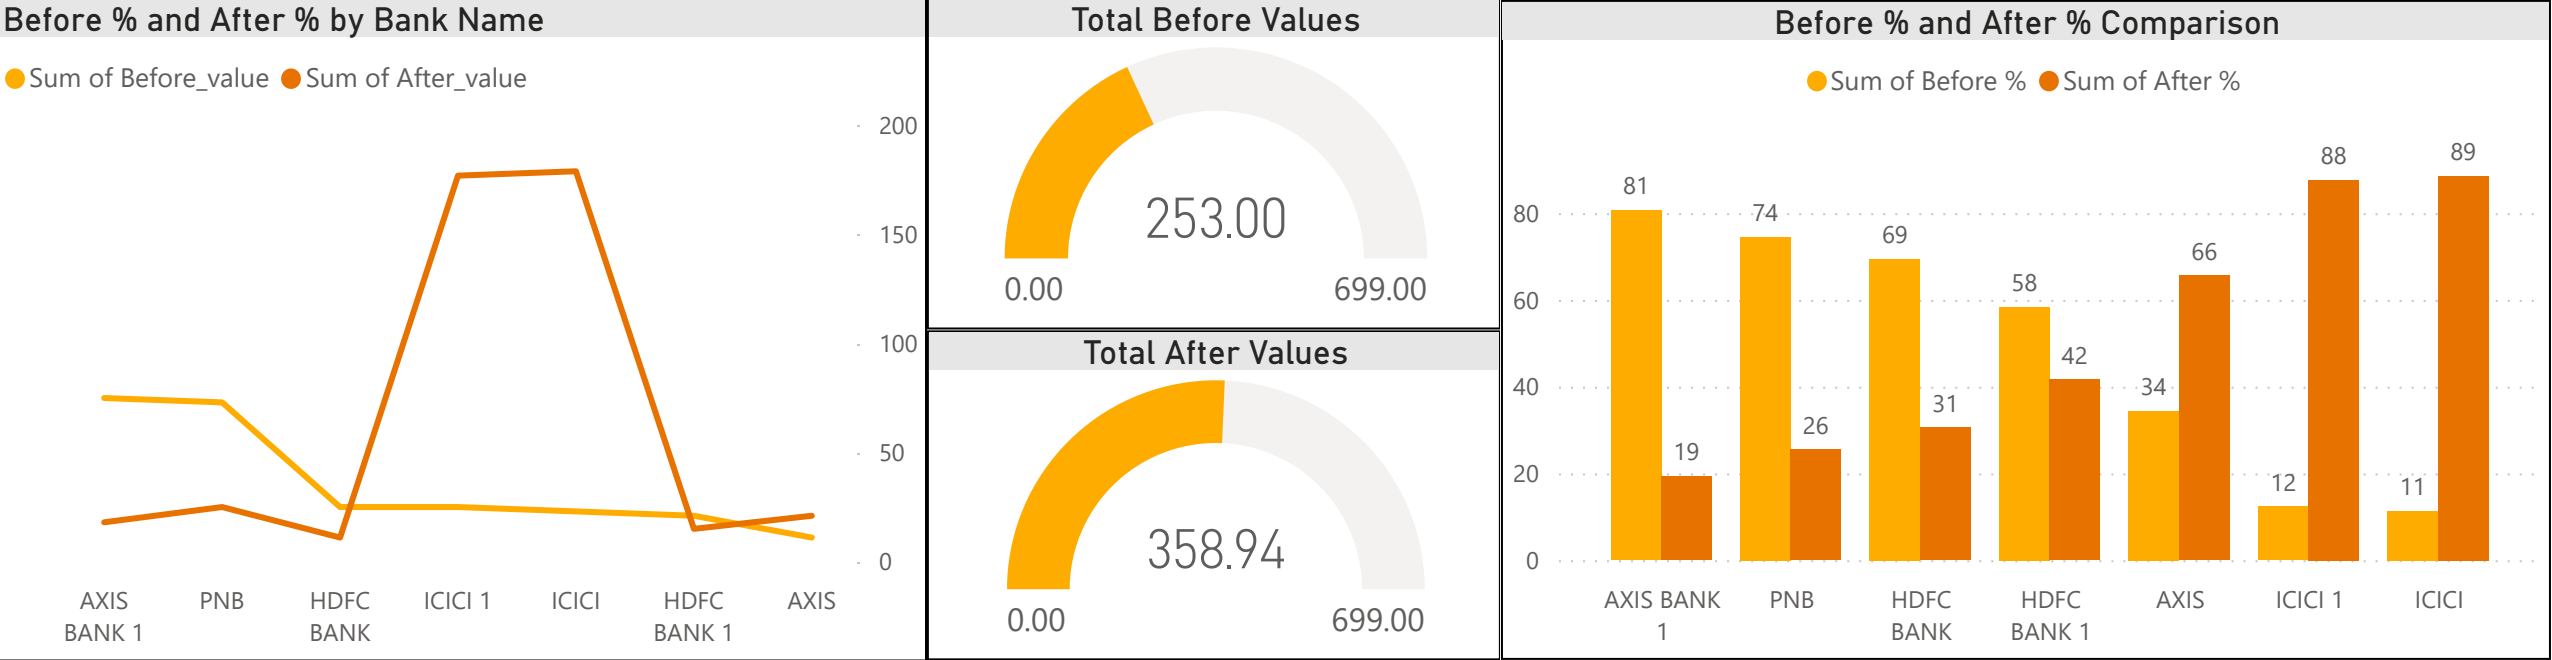 Before % and After % by Bank Name
Sum of Before_value Sum of After_value
200
150
100
50
0
AXIS BANK 1
PNB
HDFC BANK
ICICI 1
ICICI
HDFC BANK 1
AXIS
Total Before Values
253.00
0.00 699.00
Total After Values
358.94
0.00 699.00
Before % and After % Comparison
Sum of Before % Sum of After %
80
60
40
20
0
81
19
74
26
69
31
58
42
34
66
12
88
11
89
AXIS BANK 1
PNB
HDFC BANK
HDFC BANK 1
AXIS
ICICI 1
ICICI